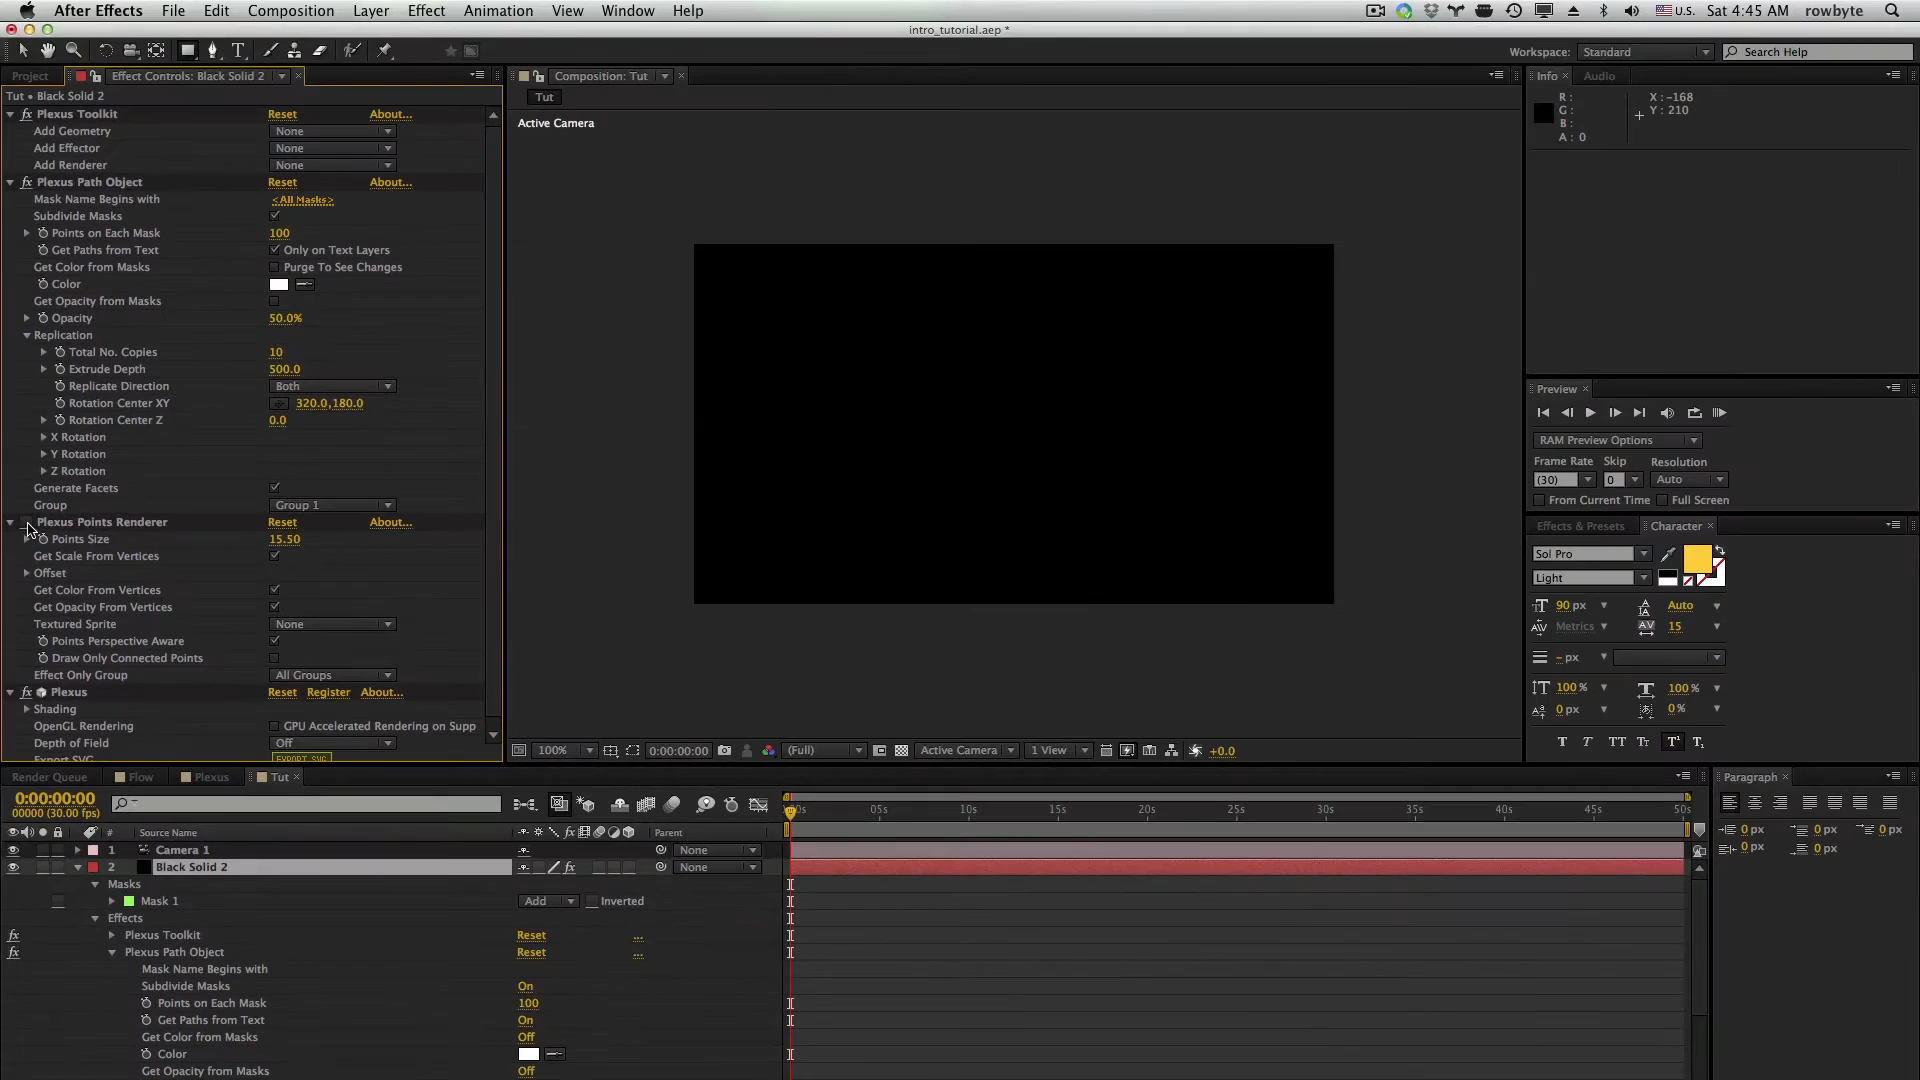 After Effects File Edit Composition Layer Effect Animation View Window Help U.S. Sat 4:45 AM rowbyte
intro_tutorial.aep *
Workspace: Standard Search Help
Project Effect Controls: Black Solid 2 Composition: Tut Info Audio
Tut • Black Solid 2
Tut
Active Camera
R: X: -168
G: Y: 210
B:
A: 0
Plexus Toolkit Reset About...
Add Geometry None
Add Effector None
Add Renderer None
Plexus Path Object Reset About...
Mask Name Begins with <All Masks>
Subdivide Masks
Points on Each Mask 100
Get Paths from Text Only on Text Layers
Get Color from Masks Purge To See Changes
Color
Get Opacity from Masks
Opacity 50.0%
Replication
Total No. Copies 10
Extrude Depth 500.0
Replicate Direction Both
Rotation Center XY 320.0,180.0
Rotation Center Z 0.0
X Rotation
Y Rotation
Z Rotation
Generate Facets
Group Group 1
Plexus Points Renderer Reset About...
Points Size 15.50
Get Scale From Vertices
Offset
Get Color From Vertices
Get Opacity From Vertices
Textured Sprite None
Points Perspective Aware
Draw Only Connected Points
Effect Only Group All Groups
Plexus Reset Register About...
Shading
OpenGL Rendering GPU Accelerated Rendering on Supp
Depth of Field Off
Export SVG EXPORT SVG
100% 0:00:00:00 (Full) Active Camera 1 View +0.0
Preview
RAM Preview Options
Frame Rate Skip Resolution
(30) 0 Auto
From Current Time Full Screen
Effects & Presets Character
Sol Pro
Light
90 px Auto
Metrics 15
- px
100% 100%
0 px 0%
T T TT Tт T¹ T₁
Render Queue Flow Plexus Tut
0:00:00:00
00000 (30.00 fps)
00s 05s 10s 15s 20s 25s 30s 35s 40s 45s 50s
# Source Name Parent
1 Camera 1 None
2 Black Solid 2 None
Masks
Mask 1 Add Inverted
Effects
Plexus Toolkit Reset ...
Plexus Path Object Reset ...
Mask Name Begins with
Subdivide Masks On
Points on Each Mask 100
Get Paths from Text On
Get Color from Masks Off
Color
Get Opacity from Masks Off
Paragraph
0 px 0 px 0 px
0 px 0 px